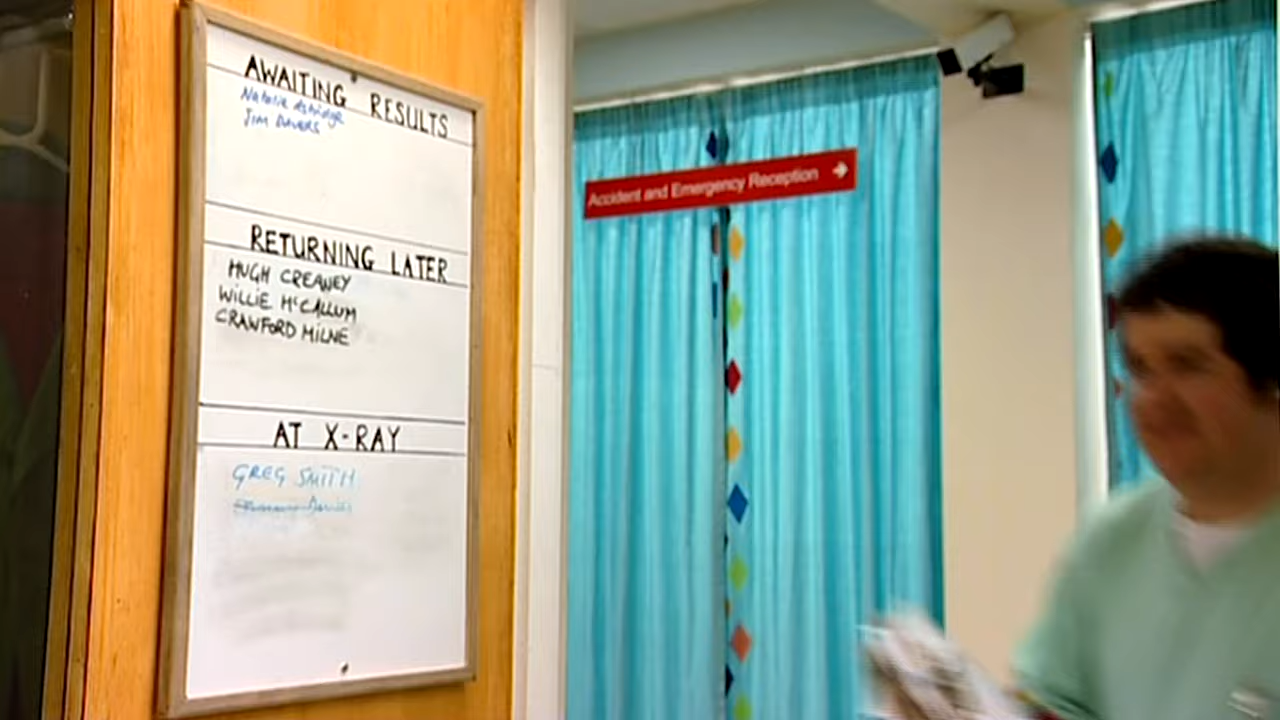 AWAITING RESULTS
Natalie
JIM DAVERS
RETURNING LATER
HUGH CREANEY
WILLIE McCALLUM
CRAWFORD MILNE
AT X-RAY
GREG SMITH
Accident and Emergency Reception →